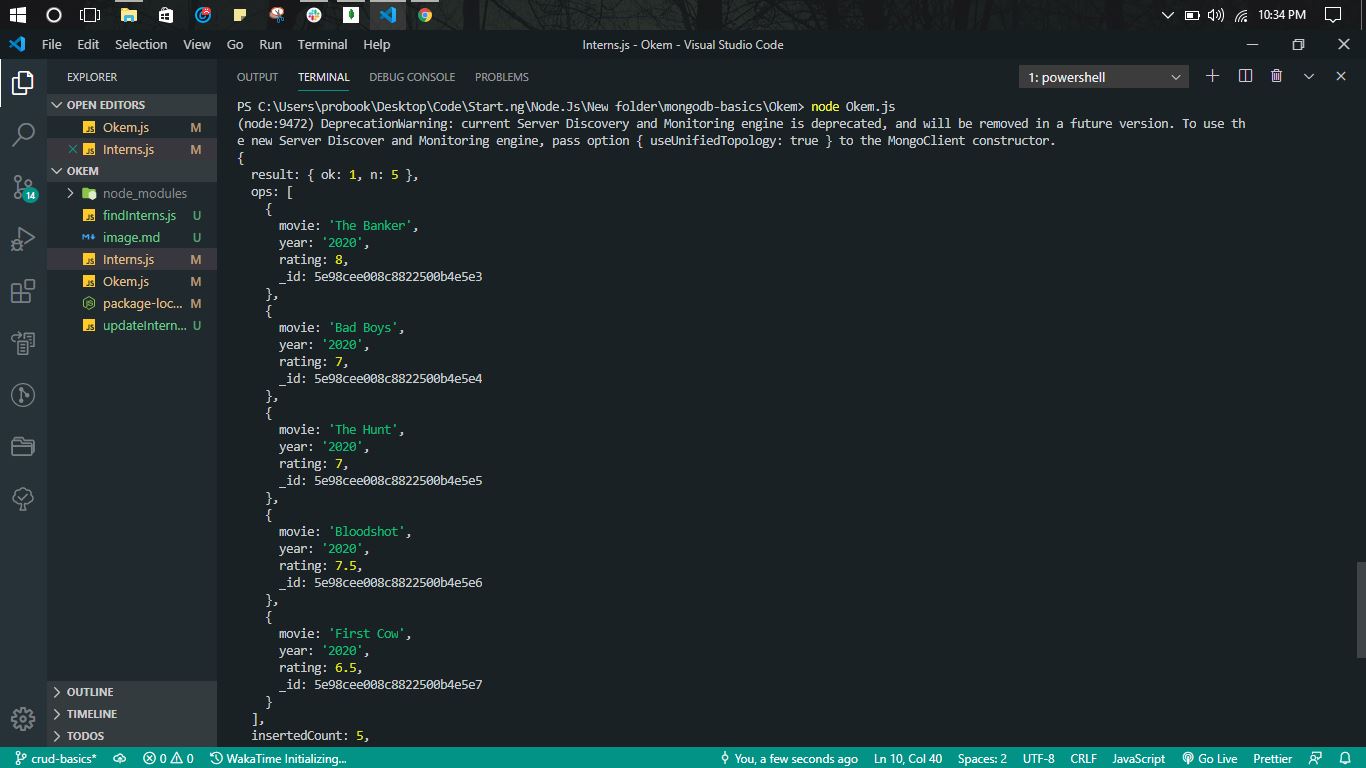 10:34 PM
File Edit Selection View Go Run Terminal Help
Interns.js - Okem - Visual Studio Code
EXPLORER
OPEN EDITORS
Okem.js M
Interns.js M
OKEM
node_modules
findInterns.js U
image.md U
Interns.js M
Okem.js M
package-loc... M
updateIntern... U
OUTLINE
TIMELINE
TODOS
14
OUTPUT TERMINAL DEBUG CONSOLE PROBLEMS
1: powershell
PS C:\Users\probook\Desktop\Code\Start.ng\Node.Js\New folder\mongodb-basics\Okem> node Okem.js
(node:9472) DeprecationWarning: current Server Discovery and Monitoring engine is deprecated, and will be removed in a future version. To use th
e new Server Discover and Monitoring engine, pass option { useUnifiedTopology: true } to the MongoClient constructor.
{
result: { ok: 1, n: 5 },
ops: [
{
movie: 'The Banker',
year: '2020',
rating: 8,
_id: 5e98cee008c8822500b4e5e3
},
{
movie: 'Bad Boys',
year: '2020',
rating: 7,
_id: 5e98cee008c8822500b4e5e4
},
{
movie: 'The Hunt',
year: '2020',
rating: 7,
_id: 5e98cee008c8822500b4e5e5
},
{
movie: 'Bloodshot',
year: '2020',
rating: 7.5,
_id: 5e98cee008c8822500b4e5e6
},
{
movie: 'First Cow',
year: '2020',
rating: 6.5,
_id: 5e98cee008c8822500b4e5e7
}
],
insertedCount: 5,
crud-basics* 0 0 WakaTime Initializing... You, a few seconds ago Ln 10, Col 40 Spaces: 2 UTF-8 CRLF JavaScript Go Live Prettier